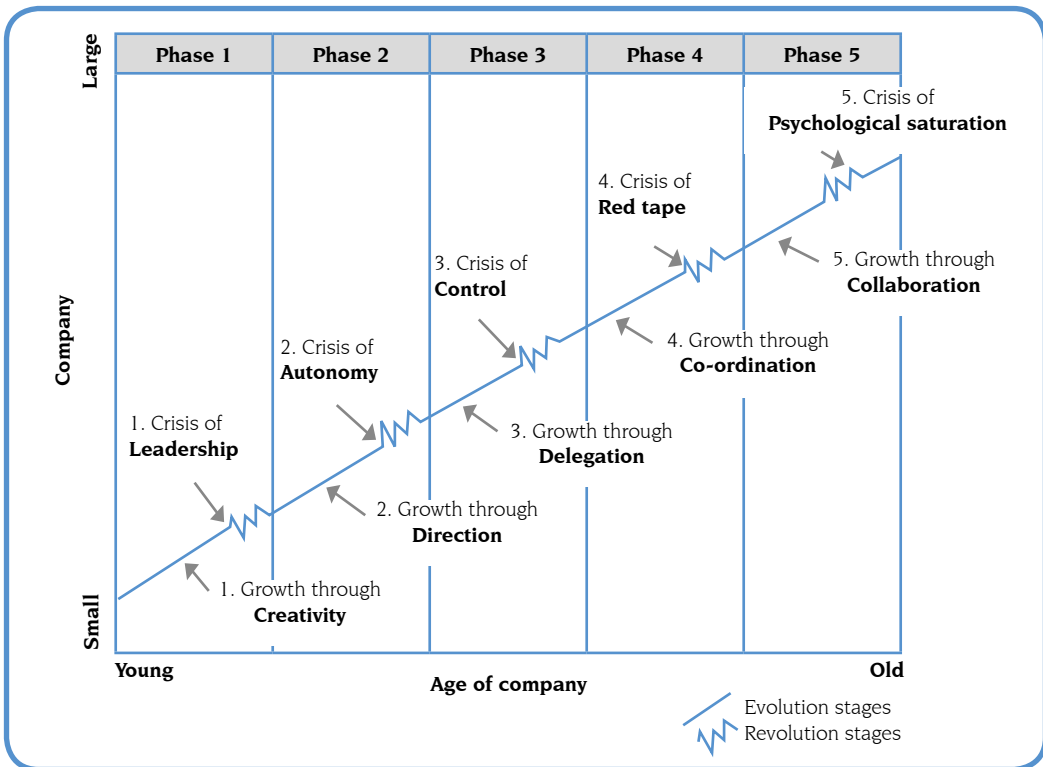 Large
Phase 1
Phase 2
Phase 3
Phase 4
Phase 5
5. Crisis of
Psychological saturation
4. Crisis of
Red tape
3. Crisis of
Control
5. Growth through
Collaboration
2. Crisis of
Autonomy
4. Growth through
Co-ordination
1. Crisis of
Leadership
3. Growth through
Delegation
2. Growth through
Direction
1. Growth through
Creativity
Company
Small
Young
Age of company
Old
Evolution stages
Revolution stages